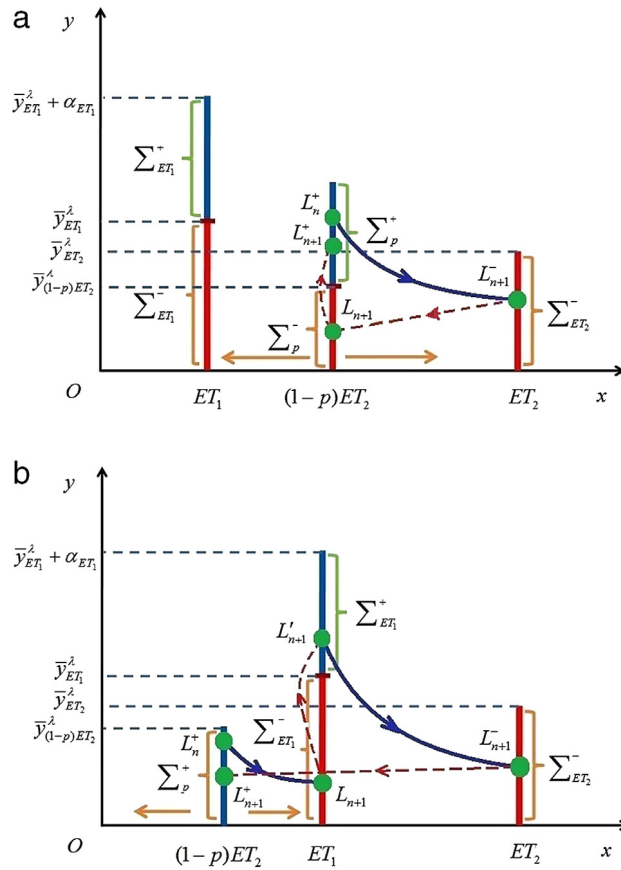 a
y
y̅^λ_{ET₁} + α_{ET₁}
∑⁺_{ET₁}
y̅^λ_{ET₁}
L⁺_n
L⁺_{n+1}
∑⁺_p
y̅^λ_{ET₂}
y̅^λ_{(1-p)ET₂}
L⁻_{n+1}
∑⁻_{ET₁}
L_{n+1}
∑⁻_p
∑⁻_{ET₂}
O ET₁ (1-p)ET₂ ET₂ x
b
y
y̅^λ_{ET₁} + α_{ET₁}
∑⁺_{ET₁}
L′_{n+1}
y̅^λ_{ET₁}
y̅^λ_{ET₂}
y̅^λ_{(1-p)ET₂}
L⁺_n
∑⁻_{ET₁}
L⁻_{n+1}
∑⁺_p
L⁺_{n+1}
L_{n+1}
∑⁻_{ET₂}
O (1-p)ET₂ ET₁ ET₂ x